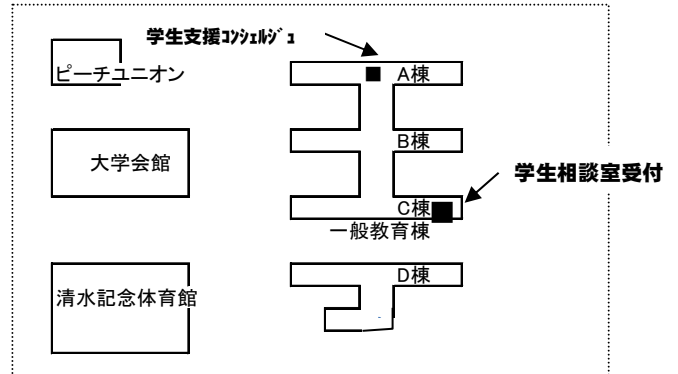 学生支援ｺﾝｼｪﾙｼﾞｭ
ピーチユニオン
A棟
B棟
大学会館
学生相談室受付
C棟
一般教育棟
D棟
清水記念体育館